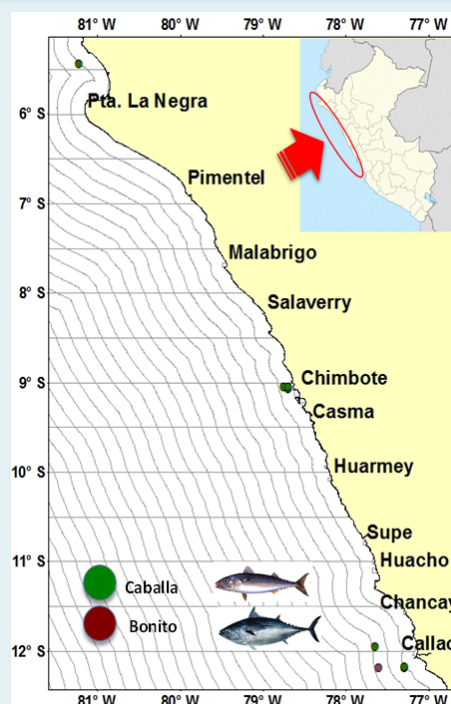 81 W 80°W 79°W 78°W 77°W
6° S
Pta. La Negra
Pimentel
7° S
Malabrigo
8° S
Salaverry
9° S
Chimbote
Casma
Huarmey
10° S
Supe
11° S
Huacho
Caballa
Chancay
Bonito
Callao
12° S
81 W 80°W 79°W 78°W 77°W